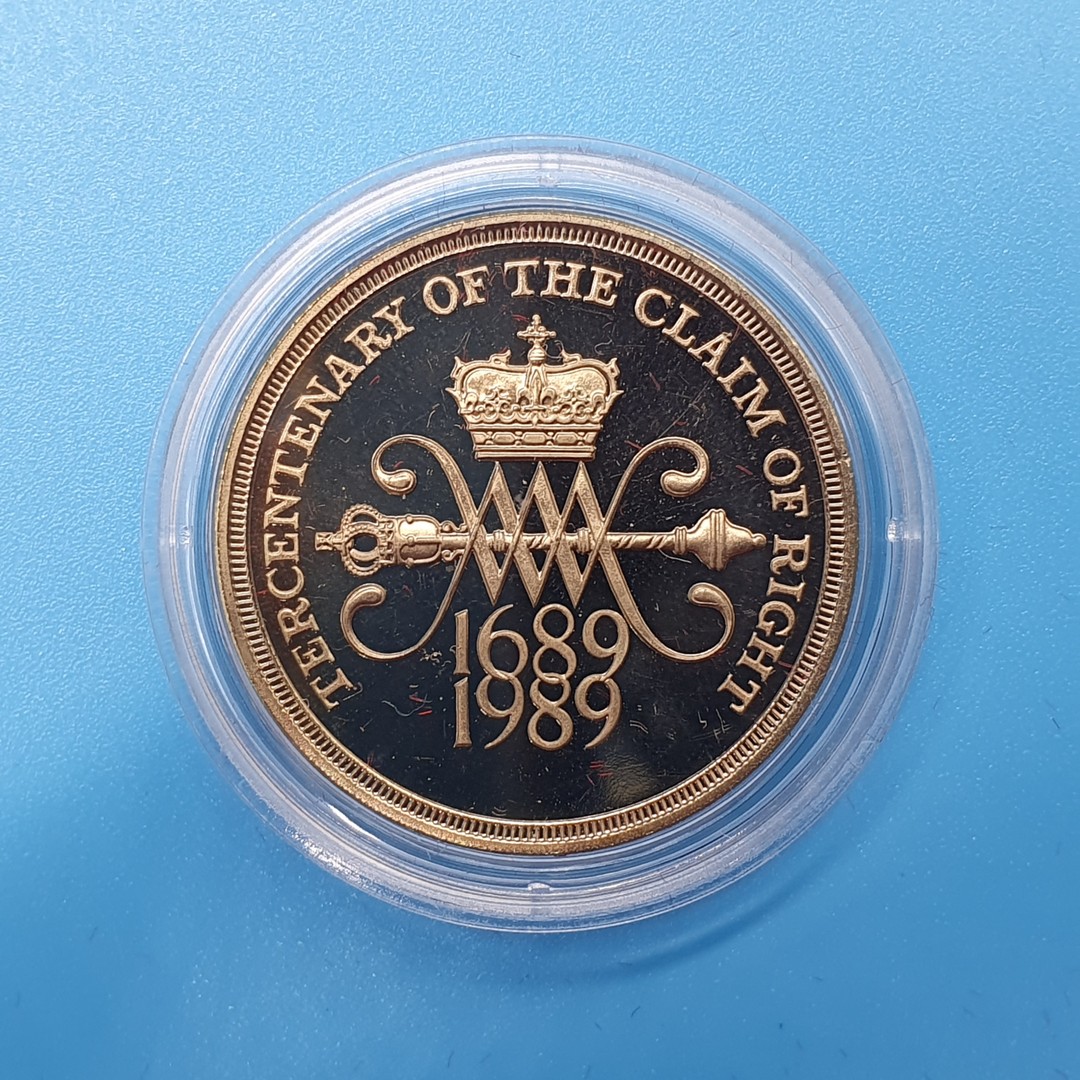 TERCENTENARY OF THE CLAIM OF RIGHT
1689
1989